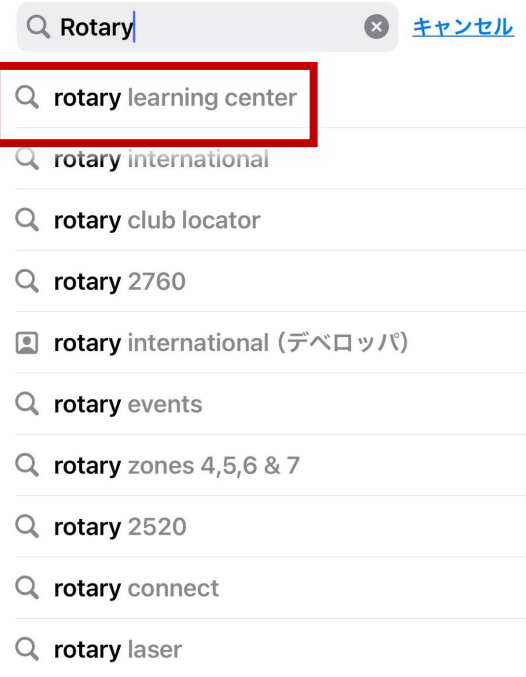 Rotary キャンセル
rotary learning center
rotary international
rotary club locator
rotary 2760
rotary international (デベロッパ)
rotary events
rotary zones 4,5,6 & 7
rotary 2520
rotary connect
rotary laser